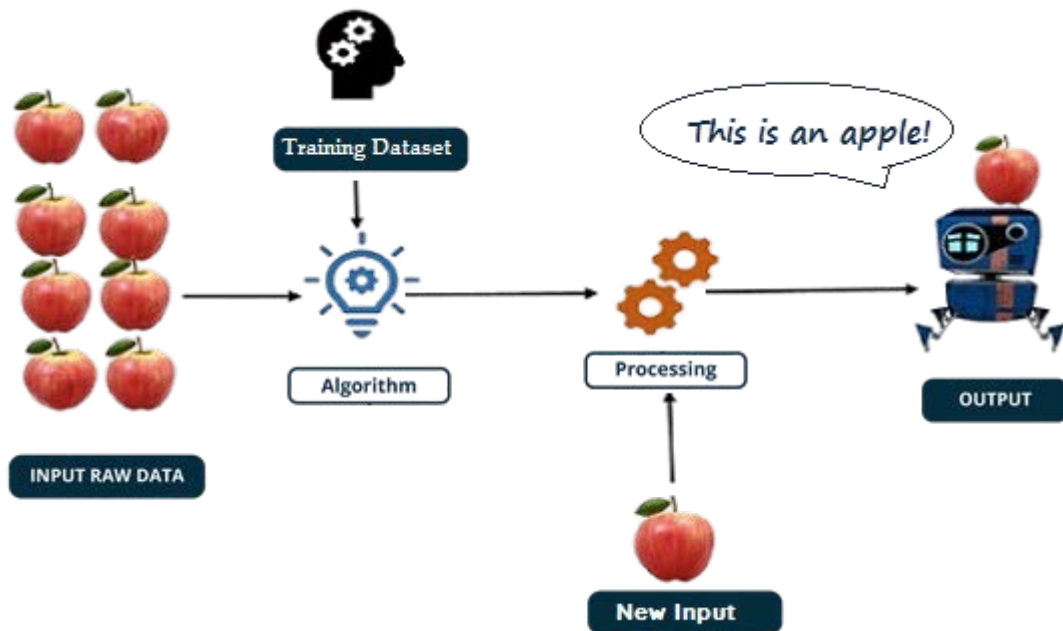 Training Dataset
This is an apple!
Algorithm
Processing
OUTPUT
INPUT RAW DATA
New Input